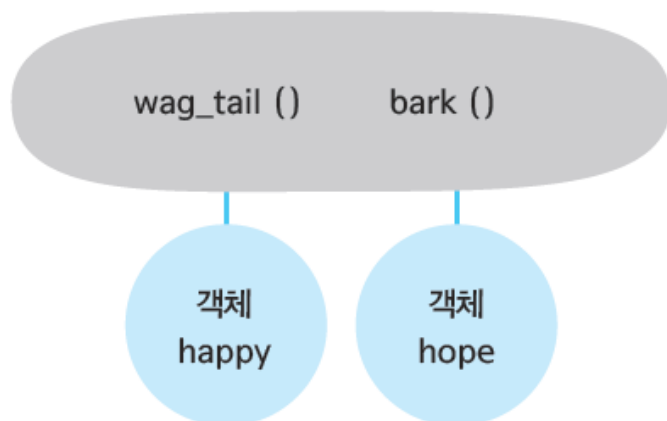 wag_tail () bark ()
객체 객체
happy hope